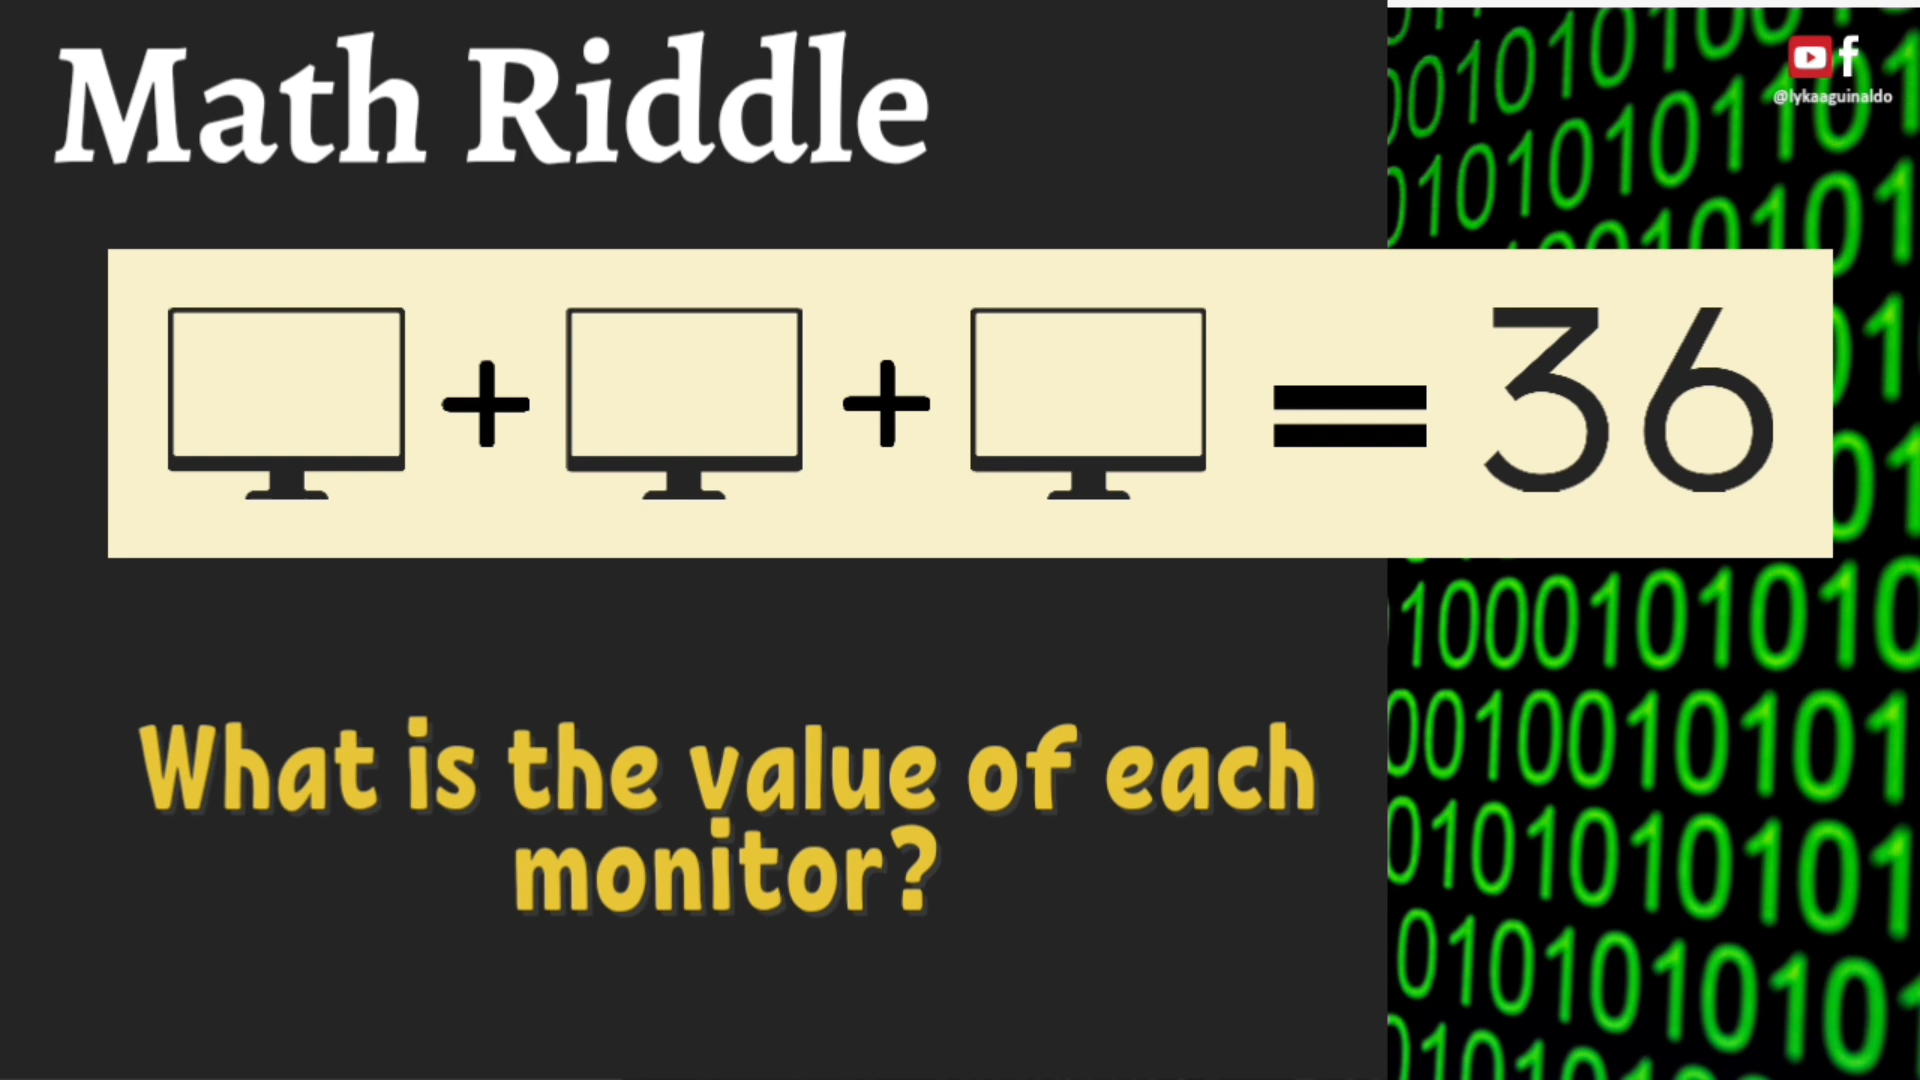 Math Riddle
@lykaaguinaldo
+ + = 36
What is the value of each
monitor?